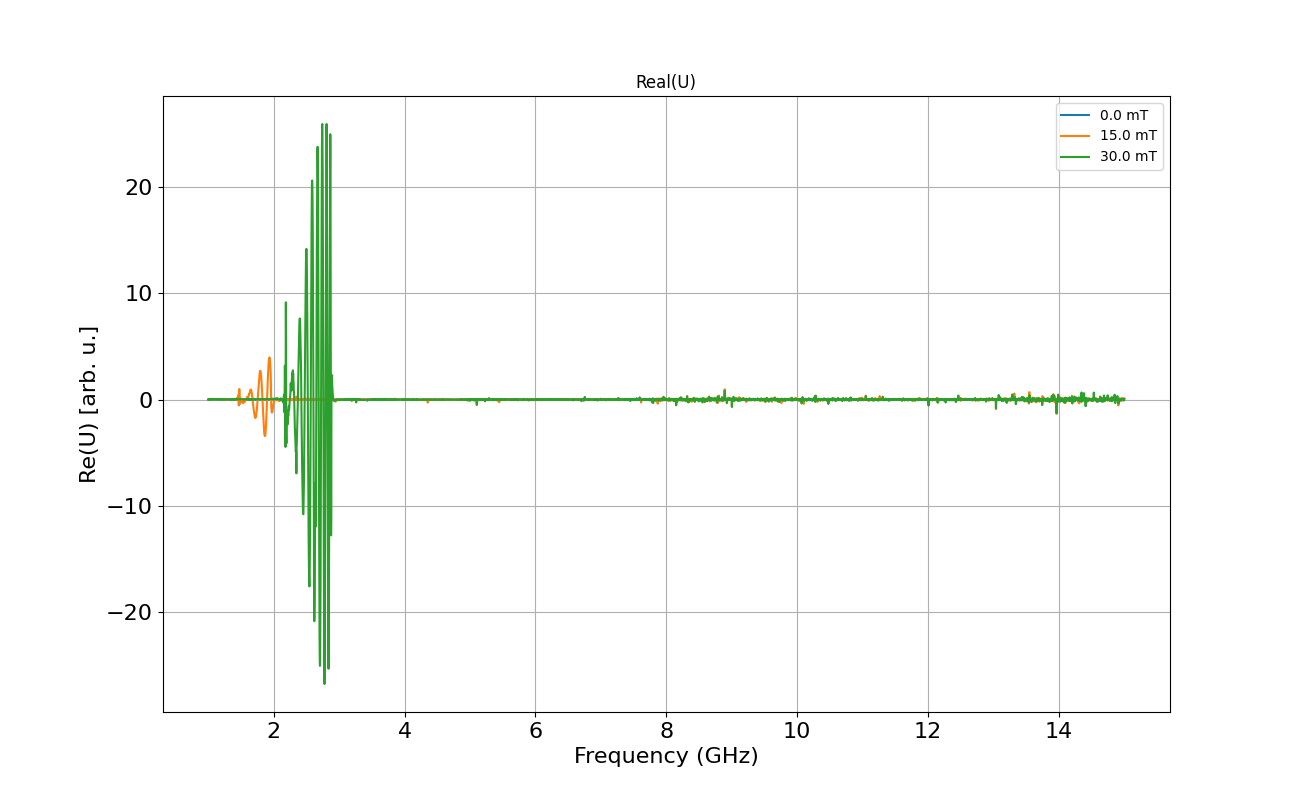 Real(U)
0.0 mT
15.0 mT
30.0 mT
20
10
0
−10
−20
Re(U) [arb. u.]
2 4 6 8 10 12 14
Frequency (GHz)